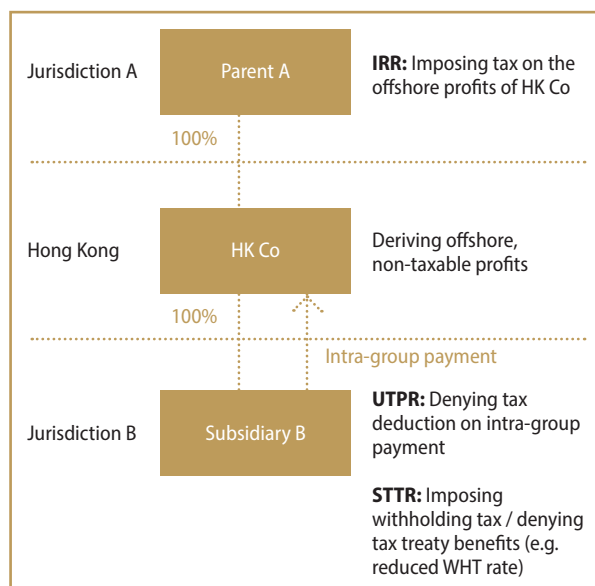 Jurisdiction A
Parent A
IRR: Imposing tax on the
offshore profits of HK Co
100%
Hong Kong
HK Co
Deriving offshore,
non-taxable profits
100%
Intra-group payment
Jurisdiction B
Subsidiary B
UTPR: Denying tax
deduction on intra-group
payment
STTR: Imposing
withholding tax / denying
tax treaty benefits (e.g.
reduced WHT rate)